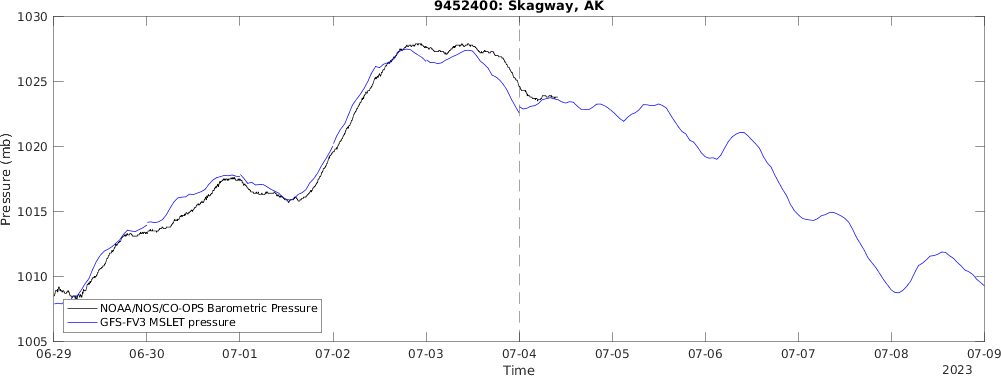 9452400: Skagway, AK
1030
1025
1020
1015
1010
1005
Pressure (mb)
NOAA/NOS/CO-OPS Barometric Pressure
GFS-FV3 MSLET pressure
06-29 06-30 07-01 07-02 07-03 07-04 07-05 07-06 07-07 07-08 07-09
Time
2023